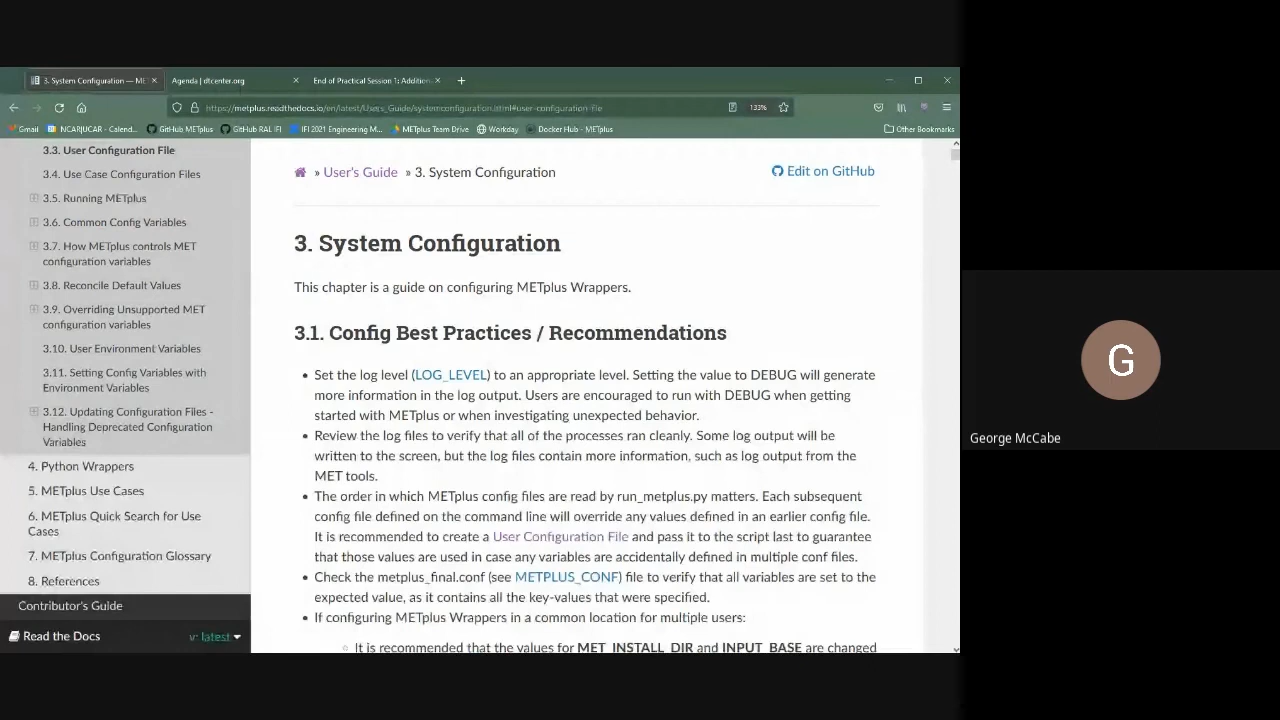 3. System Configuration — MET
Agenda | dtcenter.org
End of Practical Session 1: Addition
https://metplus.readthedocs.io/en/latest/Users_Guide/systemconfiguration.html#user-configuration-file
133%
Gmail
NCAR|UCAR - Calend...
GitHub METplus
GitHub RAL IFI
IFI 2021 Engineering M...
METplus Team Drive
Workday
Docker Hub - METplus
Other Bookmarks
3.3. User Configuration File
3.4. Use Case Configuration Files
3.5. Running METplus
3.6. Common Config Variables
3.7. How METplus controls MET
configuration variables
3.8. Reconcile Default Values
3.9. Overriding Unsupported MET
configuration variables
3.10. User Environment Variables
3.11. Setting Config Variables with
Environment Variables
3.12. Updating Configuration Files -
Handling Deprecated Configuration
Variables
4. Python Wrappers
5. METplus Use Cases
6. METplus Quick Search for Use
Cases
7. METplus Configuration Glossary
8. References
Contributor's Guide
Read the Docs
v: latest
» User's Guide » 3. System Configuration
Edit on GitHub
3. System Configuration
This chapter is a guide on configuring METplus Wrappers.
3.1. Config Best Practices / Recommendations
• Set the log level (LOG_LEVEL) to an appropriate level. Setting the value to DEBUG will generate
more information in the log output. Users are encouraged to run with DEBUG when getting
started with METplus or when investigating unexpected behavior.
• Review the log files to verify that all of the processes ran cleanly. Some log output will be
written to the screen, but the log files contain more information, such as log output from the
MET tools.
• The order in which METplus config files are read by run_metplus.py matters. Each subsequent
config file defined on the command line will override any values defined in an earlier config file.
It is recommended to create a User Configuration File and pass it to the script last to guarantee
that those values are used in case any variables are accidentally defined in multiple conf files.
• Check the metplus_final.conf (see METPLUS_CONF) file to verify that all variables are set to the
expected value, as it contains all the key-values that were specified.
• If configuring METplus Wrappers in a common location for multiple users:
It is recommended that the values for MET_INSTALL_DIR and INPUT_BASE are changed
G
George McCabe